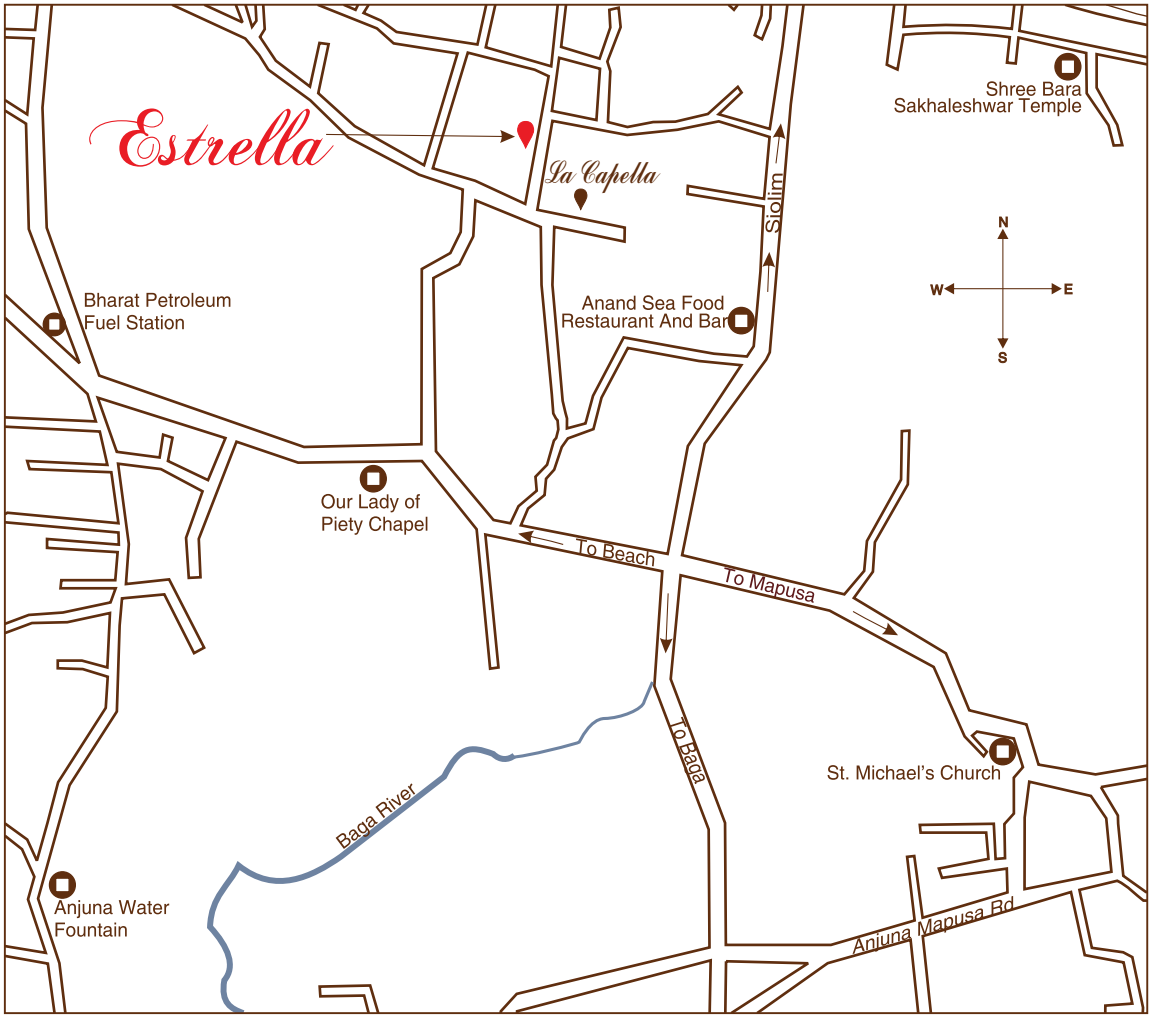 Shree Bara
Sakhaleshwar Temple
Estrella
La Capella
Siolim
N
W
E
S
Bharat Petroleum
Fuel Station
Anand Sea Food
Restaurant And Bar
Our Lady of
Piety Chapel
To Beach
To Mapusa
To Baga
St. Michael's Church
Baga River
Anjuna Water
Fountain
Anjuna Mapusa Rd